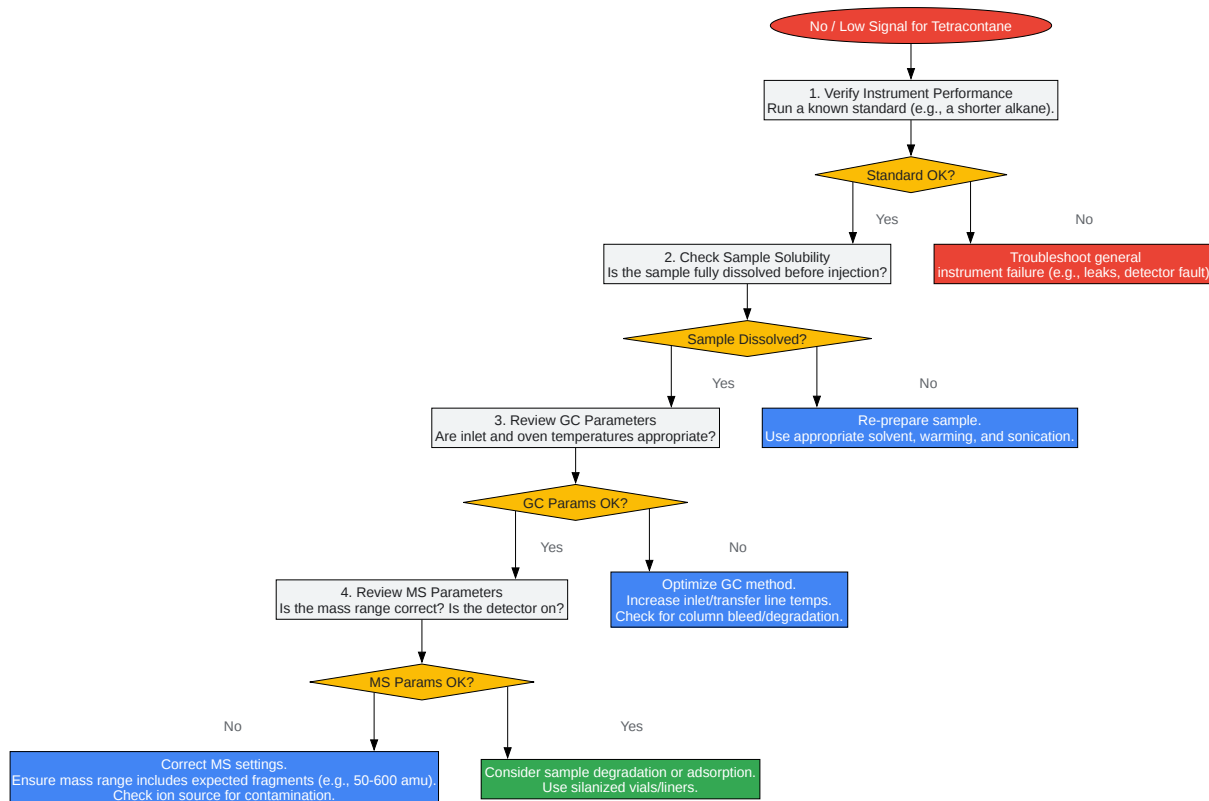 No / Low Signal for Tetracontane
1. Verify Instrument Performance
Run a known standard (e.g., a shorter alkane).
Standard OK?
Yes
No
2. Check Sample Solubility
Is the sample fully dissolved before injection?
Troubleshoot general
instrument failure (e.g., leaks, detector fault)
Sample Dissolved?
Yes
No
3. Review GC Parameters
Are inlet and oven temperatures appropriate?
Re-prepare sample.
Use appropriate solvent, warming, and sonication.
GC Params OK?
Yes
No
4. Review MS Parameters
Is the mass range correct? Is the detector on?
Optimize GC method.
Increase inlet/transfer line temps.
Check for column bleed/degradation.
MS Params OK?
No
Yes
Correct MS settings.
Ensure mass range includes expected fragments (e.g., 50-600 amu).
Check ion source for contamination.
Consider sample degradation or adsorption.
Use silanized vials/liners.